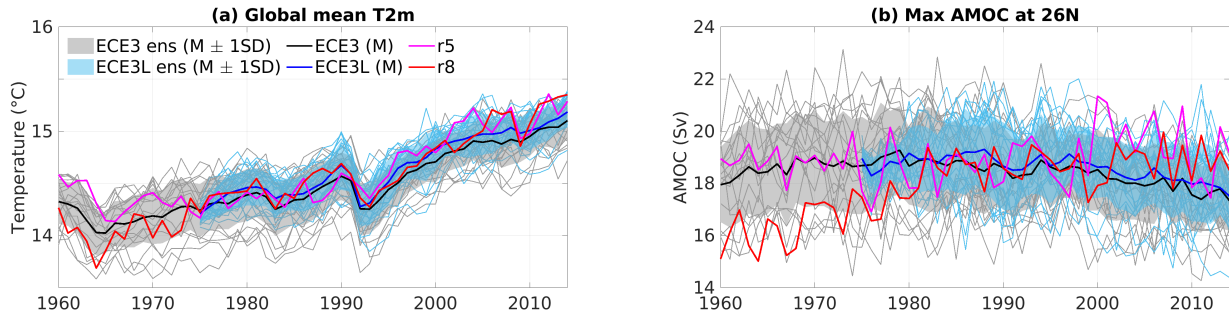 (a) Global mean T2m
16
15
14
Temperature (°C)
ECE3 ens (M ± 1SD)
ECE3 (M)
r5
ECE3L ens (M ± 1SD)
ECE3L (M)
r8
1960 1970 1980 1990 2000 2010
(b) Max AMOC at 26N
24
22
20
18
16
14
AMOC (Sv)
1960 1970 1980 1990 2000 2010